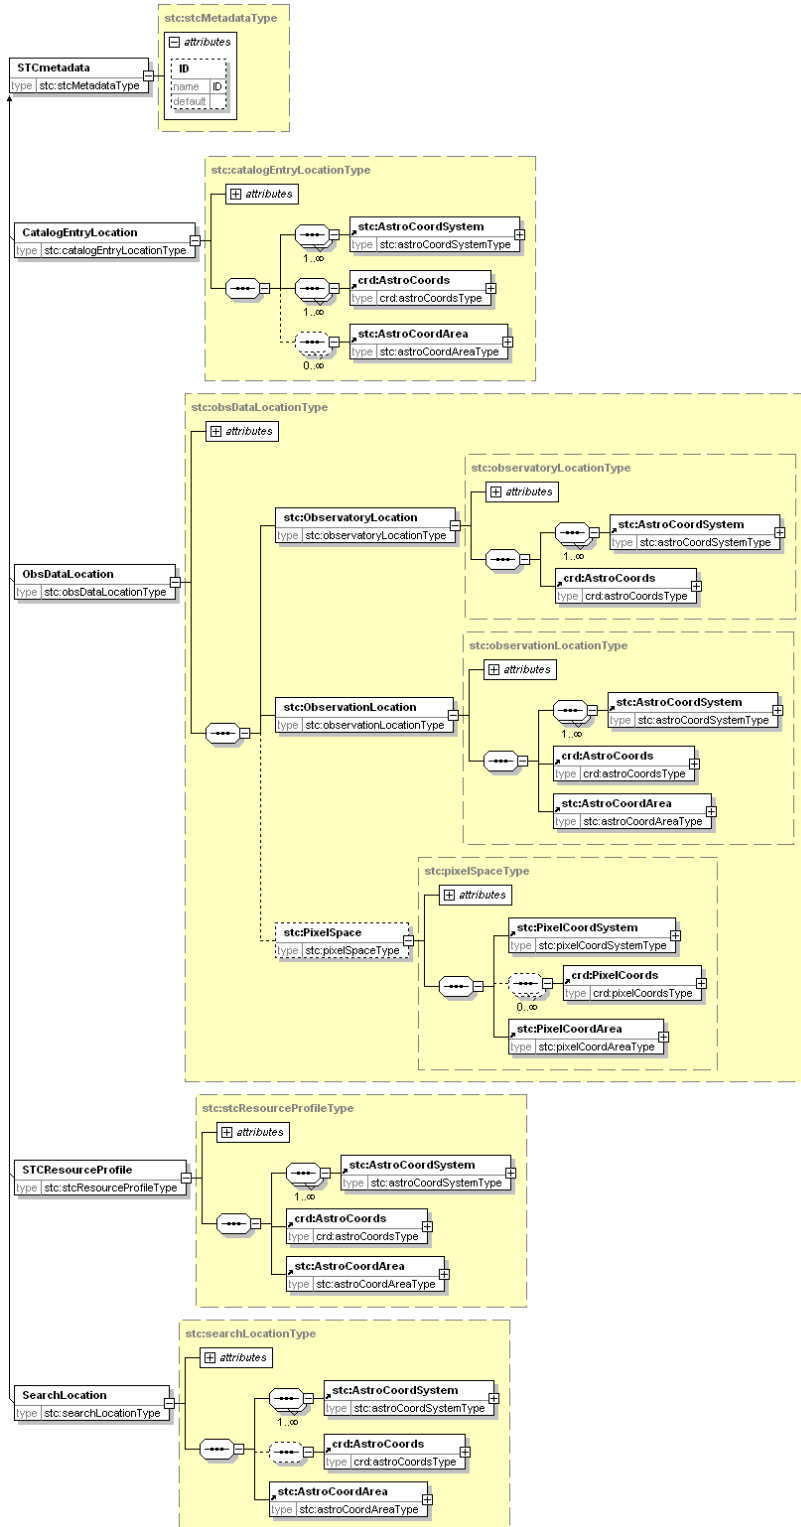 stc:stcMetadataType
attributes
STCmetadata
type stc:stcMetadataType
ID
name ID
default
stc:catalogEntryLocationType
attributes
CatalogEntryLocation
type stc:catalogEntryLocationType
stc:AstroCoordSystem
type stc:astroCoordSystemType
1..∞
crd:AstroCoords
type crd:astroCoordsType
1..∞
stc:AstroCoordArea
type stc:astroCoordAreaType
0..∞
stc:obsDataLocationType
attributes
stc:observatoryLocationType
attributes
stc:ObservatoryLocation
type stc:observatoryLocationType
stc:AstroCoordSystem
type stc:astroCoordSystemType
1..∞
ObsDataLocation
type stc:obsDataLocationType
crd:AstroCoords
type crd:astroCoordsType
stc:observationLocationType
attributes
stc:ObservationLocation
type stc:observationLocationType
stc:AstroCoordSystem
type stc:astroCoordSystemType
1..∞
crd:AstroCoords
type crd:astroCoordsType
stc:AstroCoordArea
type stc:astroCoordAreaType
stc:pixelSpaceType
attributes
stc:PixelSpace
type stc:pixelSpaceType
stc:PixelCoordSystem
type stc:pixelCoordSystemType
crd:PixelCoords
type crd:pixelCoordsType
0..∞
stc:PixelCoordArea
type stc:pixelCoordAreaType
stc:stcResourceProfileType
attributes
STCResourceProfile
type stc:stcResourceProfileType
stc:AstroCoordSystem
type stc:astroCoordSystemType
1..∞
crd:AstroCoords
type crd:astroCoordsType
stc:AstroCoordArea
type stc:astroCoordAreaType
stc:searchLocationType
attributes
SearchLocation
type stc:searchLocationType
stc:AstroCoordSystem
type stc:astroCoordSystemType
1..∞
crd:AstroCoords
type crd:astroCoordsType
stc:AstroCoordArea
type stc:astroCoordAreaType